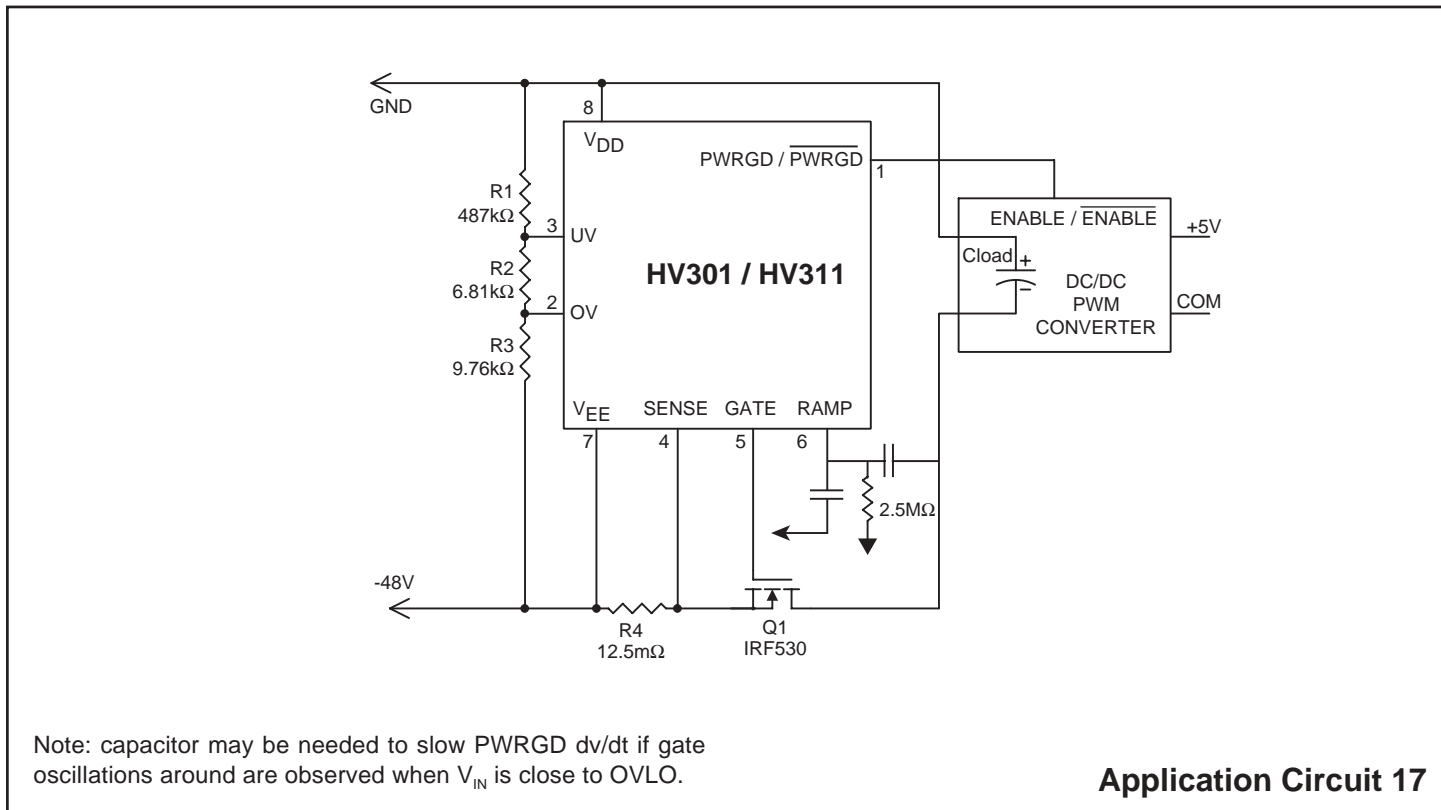 GND
8
VDD
PWRGD / PWRGD
1
R1
487kΩ
3
UV
ENABLE / ENABLE
+5V
Cload
+
–
R2
6.81kΩ
HV301 / HV311
DC/DC
PWM
CONVERTER
2
OV
COM
R3
9.76kΩ
VEE
SENSE
GATE
RAMP
7
4
5
6
2.5MΩ
-48V
R4
12.5mΩ
Q1
IRF530
Note: capacitor may be needed to slow PWRGD dv/dt if gate
oscillations around are observed when VIN is close to OVLO.
Application Circuit 17